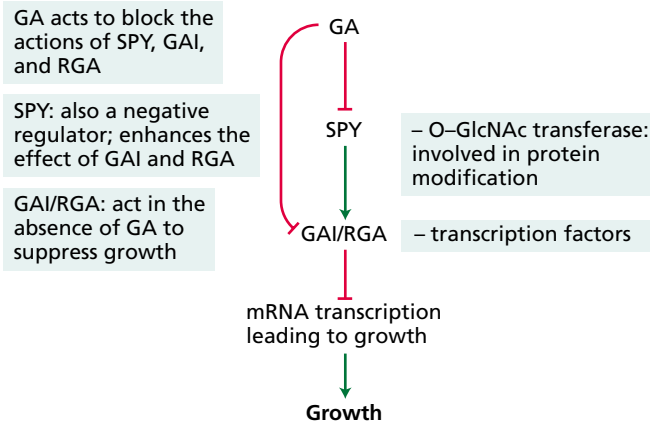 GA acts to block the
actions of SPY, GAI,
and RGA
GA
SPY: also a negative
regulator; enhances the
effect of GAI and RGA
SPY
– O–GlcNAc transferase:
involved in protein
modification
GAI/RGA: act in the
absence of GA to
suppress growth
GAI/RGA
– transcription factors
mRNA transcription
leading to growth
Growth